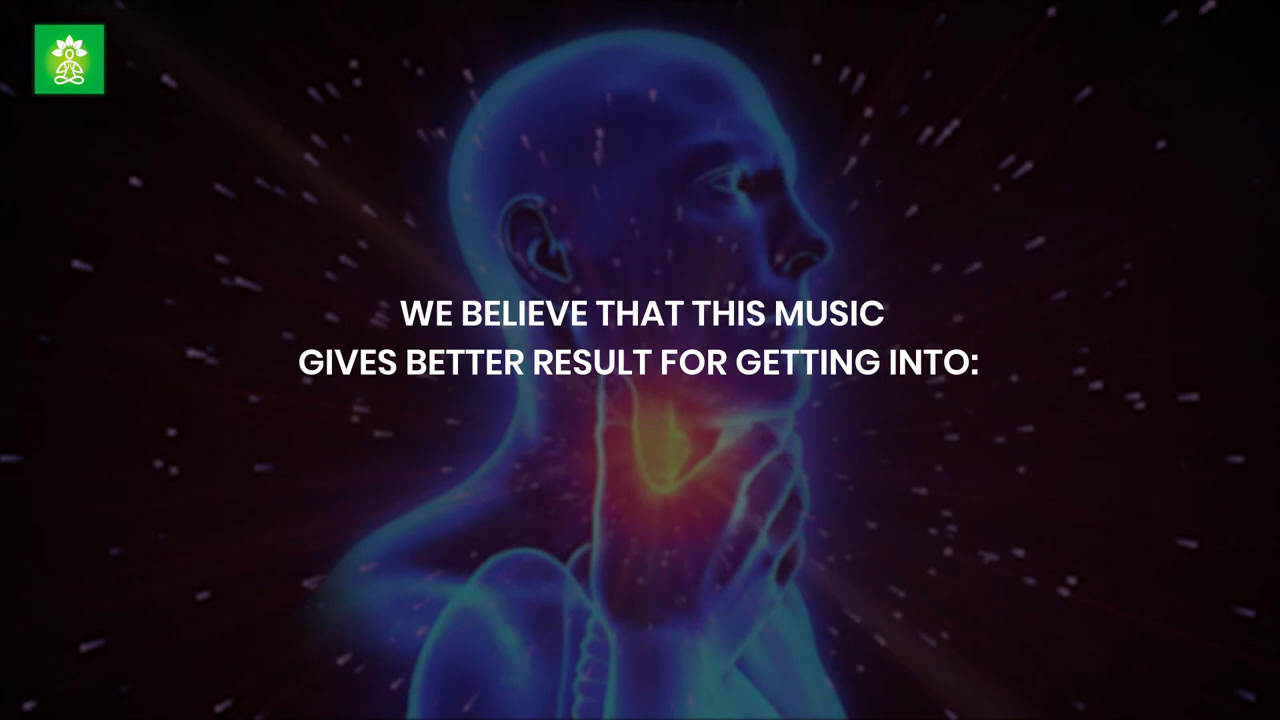 WE BELIEVE THAT THIS MUSIC
GIVES BETTER RESULT FOR GETTING INTO: